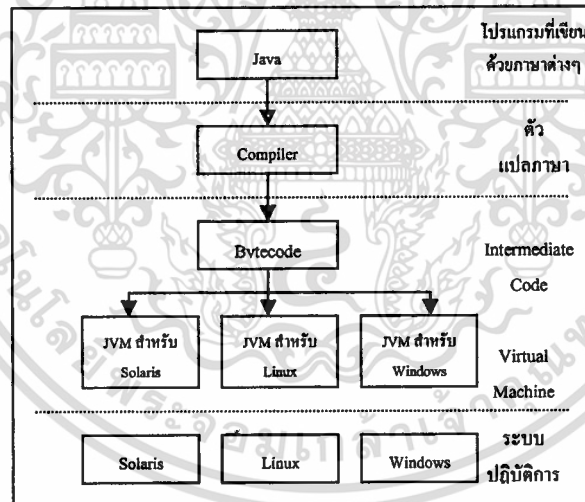 โปรแกรมที่เขียน
Java
ด้วยภาษาต่างๆ
ตัว
Compiler
แปลภาษา
Bytecode
Intermediate
Code
JVM สำหรับ
Solaris
JVM สำหรับ
Linux
JVM สำหรับ
Windows
Virtual
Machine
Solaris
Linux
Windows
ระบบ
ปฏิบัติการ